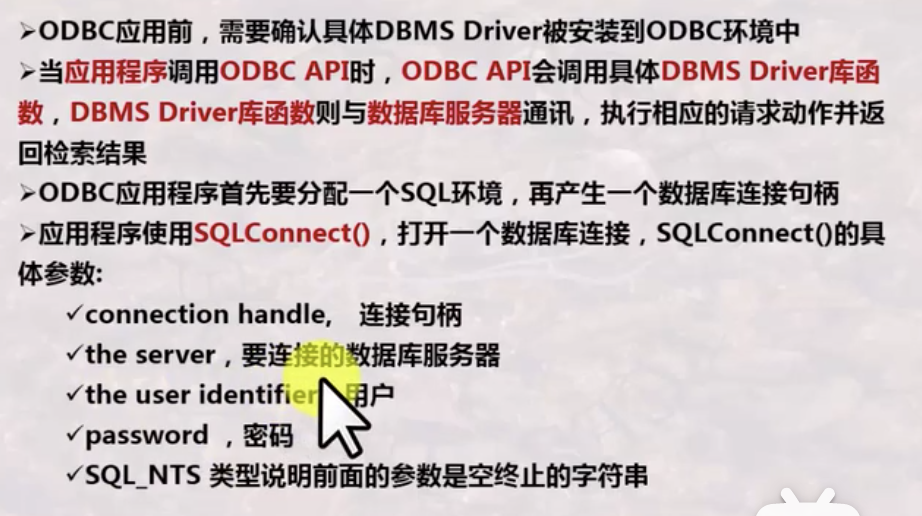 ➢ODBC应用前，需要确认具体DBMS Driver被安装到ODBC环境中
➢当应用程序调用ODBC API时，ODBC API会调用具体DBMS Driver库函
数，DBMS Driver库函数则与数据库服务器通讯，执行相应的请求动作并返
回检索结果
➢ODBC应用程序首先要分配一个SQL环境，再产生一个数据库连接句柄
➢应用程序使用SQLConnect()，打开一个数据库连接，SQLConnect()的具
体参数:
✓connection handle, 连接句柄
✓the server，要连接的数据库服务器
✓the user identifier 用户
✓password ，密码
✓SQL_NTS 类型说明前面的参数是空终止的字符串